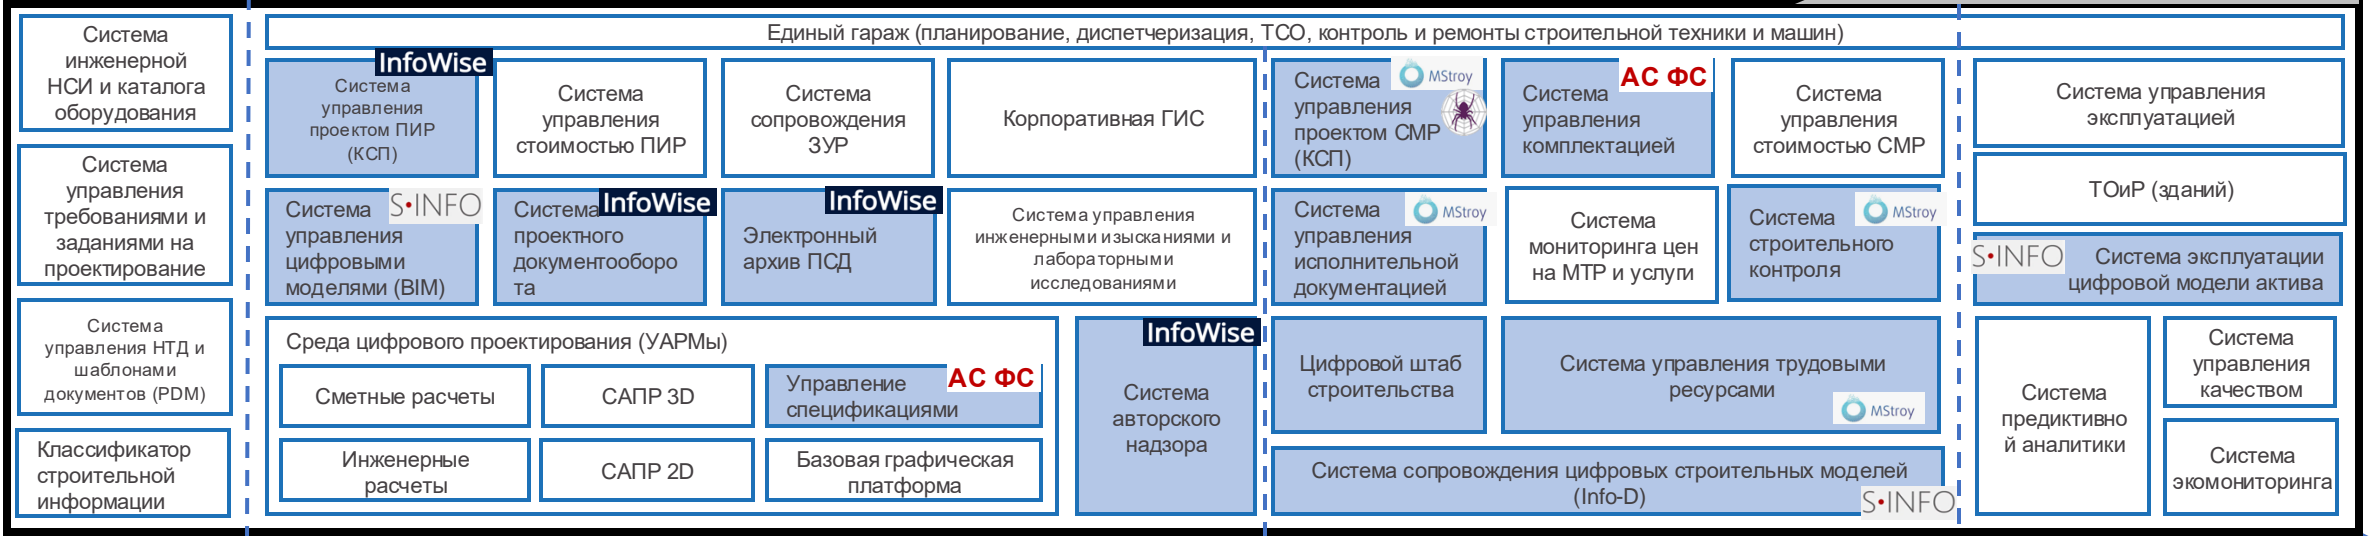 Система
инженерной
НСИ и каталога
оборудования
Система
управления
требованиями и
заданиями на
проектирование
Система
управления НТД и
шаблонами
документов (PDM)
Классификатор
строительной
информации
Единый гараж (планирование, диспетчеризация, ТСО, контроль и ремонты строительной техники и машин)
InfoWise
Система
управления
проектом ПИР
(КСП)
Система
управления
стоимостью ПИР
Система
сопровождения
ЗУР
Корпоративная ГИС
S•INFO
Система
управления
цифровыми
моделями (BIM)
InfoWise
Система
проектного
документооборо
та
InfoWise
Электронный
архив ПСД
Система управления
инженерными изысканиями и
лабораторными
исследованиями
Среда цифрового проектирования (УАРМы)
Сметные расчеты
САПР 3D
АС ФС
Управление
спецификациями
Инженерные
расчеты
САПР 2D
Базовая графическая
платформа
InfoWise
Система
авторского
надзора
MStroy
Система
управления
проектом СМР
(КСП)
АС ФС
Система
управления
комплектацией
Система
управления
стоимостью СМР
MStroy
Система
управления
исполнительной
документацией
Система
мониторинга цен
на МТР и услуги
MStroy
Система
строительного
контроля
Цифровой штаб
строительства
Система управления трудовыми
ресурсами
MStroy
Система сопровождения цифровых строительных моделей
(Info-D)
S•INFO
Система управления
эксплуатацией
ТОиР (зданий)
S•INFO
Система эксплуатации
цифровой модели актива
Система
предиктивно
й аналитики
Система
управления
качеством
Система
экомониторинга